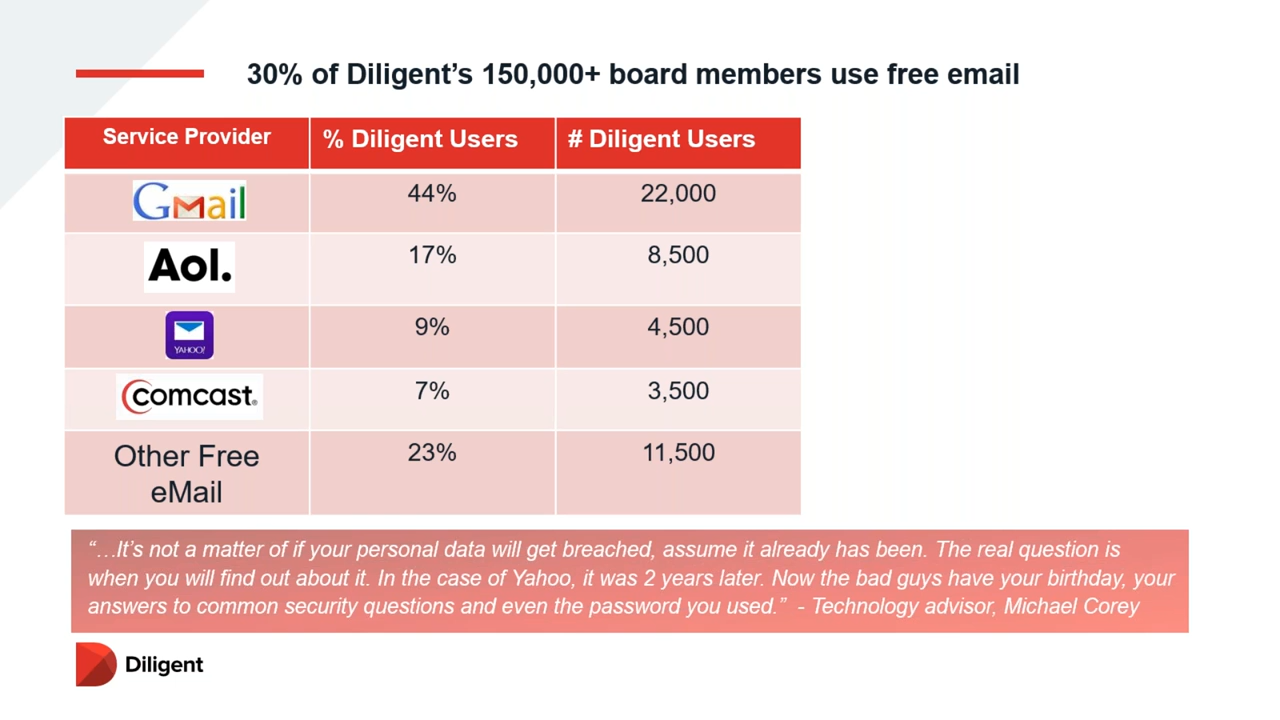 30% of Diligent’s 150,000+ board members use free email
Service Provider % Diligent Users # Diligent Users
Gmail 44% 22,000
Aol. 17% 8,500
YAHOO! 9% 4,500
comcast® 7% 3,500
Other Free 23% 11,500
eMail
“…It’s not a matter of if your personal data will get breached, assume it already has been. The real question is
when you will find out about it. In the case of Yahoo, it was 2 years later. Now the bad guys have your birthday, your
answers to common security questions and even the password you used.” - Technology advisor, Michael Corey
Diligent